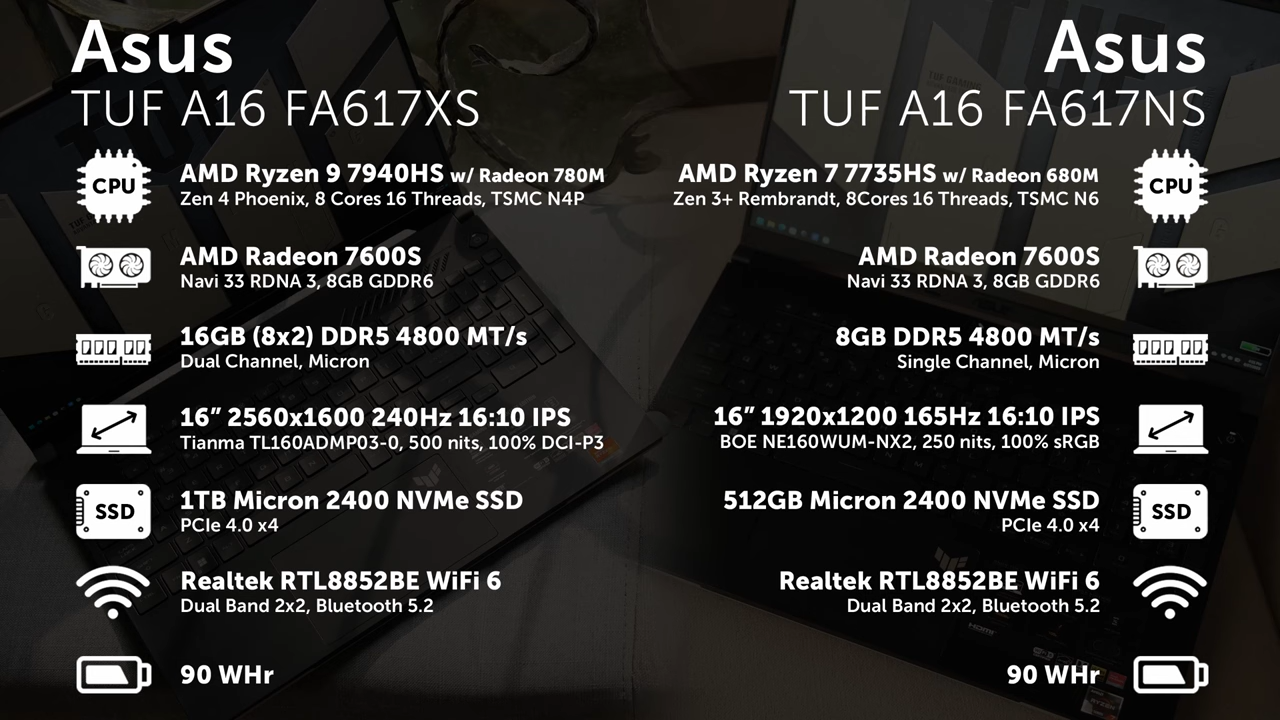 Asus
TUF A16 FA617XS
CPU
AMD Ryzen 9 7940HS w/ Radeon 780M
Zen 4 Phoenix, 8 Cores 16 Threads, TSMC N4P
AMD Radeon 7600S
Navi 33 RDNA 3, 8GB GDDR6
16GB (8x2) DDR5 4800 MT/s
Dual Channel, Micron
16” 2560x1600 240Hz 16:10 IPS
Tianma TL160ADMP03-0, 500 nits, 100% DCI-P3
SSD
1TB Micron 2400 NVMe SSD
PCIe 4.0 x4
Realtek RTL8852BE WiFi 6
Dual Band 2x2, Bluetooth 5.2
90 WHr
Asus
TUF A16 FA617NS
AMD Ryzen 7 7735HS w/ Radeon 680M
Zen 3+ Rembrandt, 8Cores 16 Threads, TSMC N6
CPU
AMD Radeon 7600S
Navi 33 RDNA 3, 8GB GDDR6
8GB DDR5 4800 MT/s
Single Channel, Micron
16” 1920x1200 165Hz 16:10 IPS
BOE NE160WUM-NX2, 250 nits, 100% sRGB
512GB Micron 2400 NVMe SSD
PCIe 4.0 x4
SSD
Realtek RTL8852BE WiFi 6
Dual Band 2x2, Bluetooth 5.2
90 WHr
TUF GAMING
HDMI
RYZEN